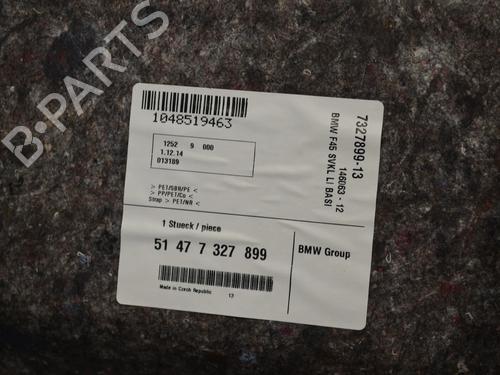 B-PARTS
1048519463
1252 9 000
1.12.14
013189
> PET/SBR/PE <
> PP/PET/Co <
Strap > PET/NR <
7327899-13
146063 - 12
BMW F45 SVKL LI BASI
1 Stueck / piece
51 47 7 327 899
BMW Group
Made in Czech Republic 12